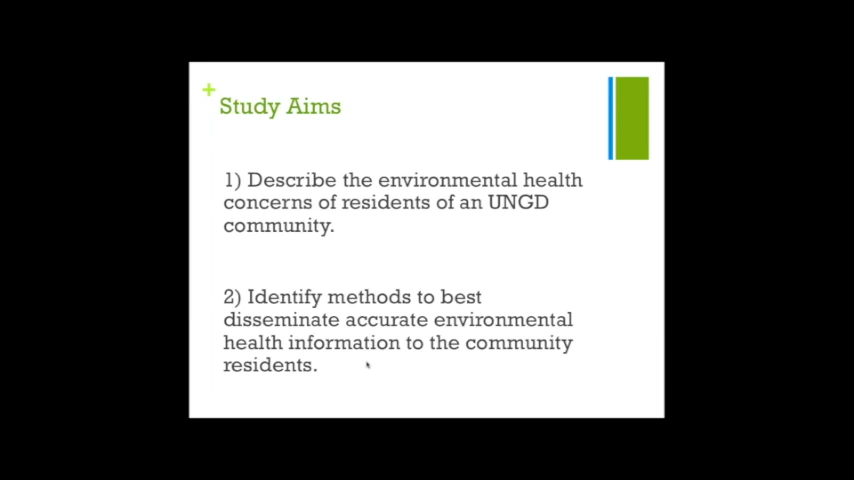 +
Study Aims
1) Describe the environmental health
concerns of residents of an UNGD
community.
2) Identify methods to best
disseminate accurate environmental
health information to the community
residents.